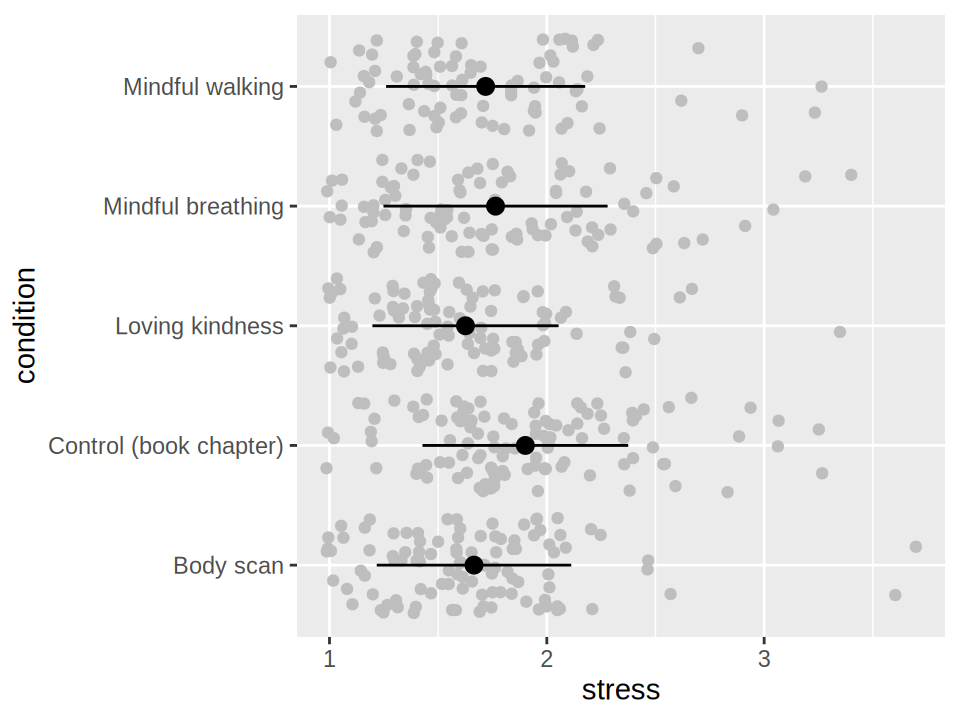 Mindful walking
Mindful breathing
Loving kindness
Control (book chapter)
Body scan
condition
1 2 3
stress